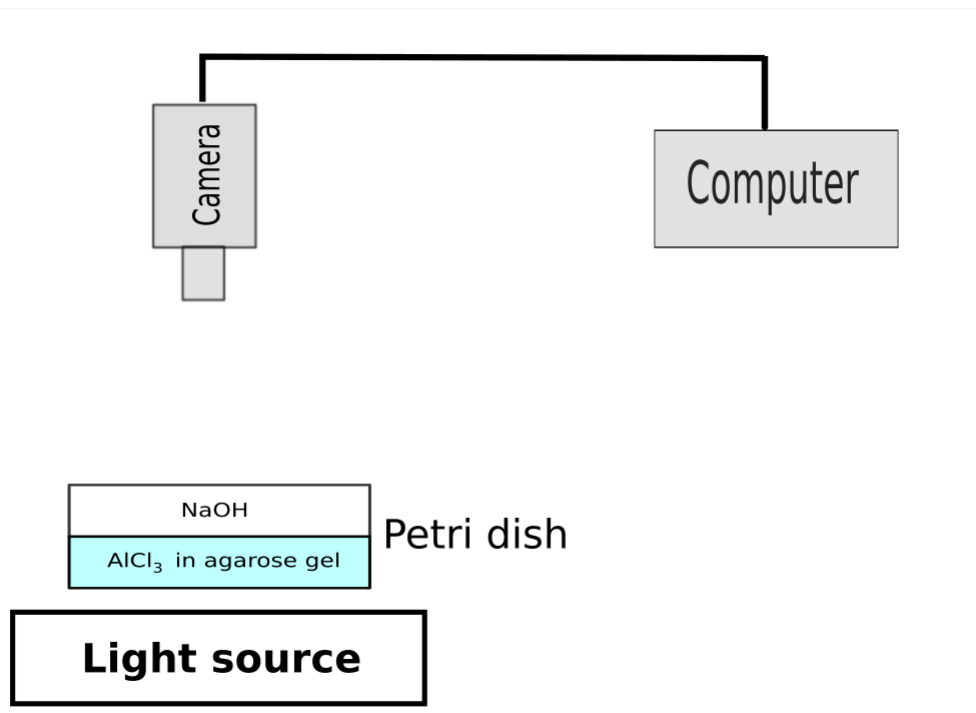 Camera
Computer
NaOH
AlCl₃ in agarose gel
Petri dish
Light source